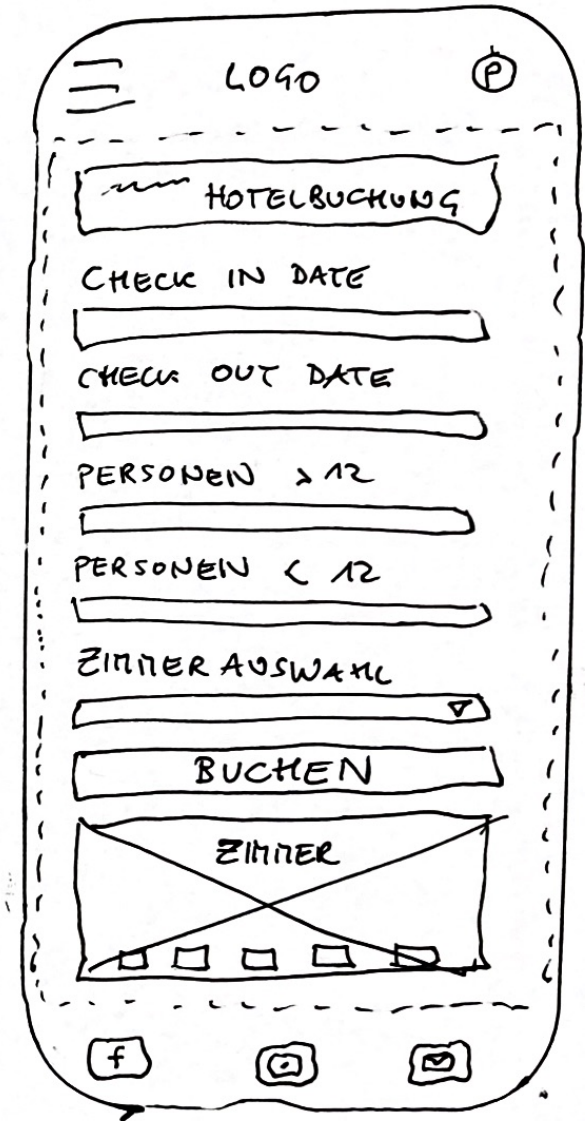 LOGO P
HOTELBUCHUNG
CHECK IN DATE
CHECK OUT DATE
PERSONEN > 12
PERSONEN < 12
ZIMMER AUSWAHL
BUCHEN
ZIMMER
f